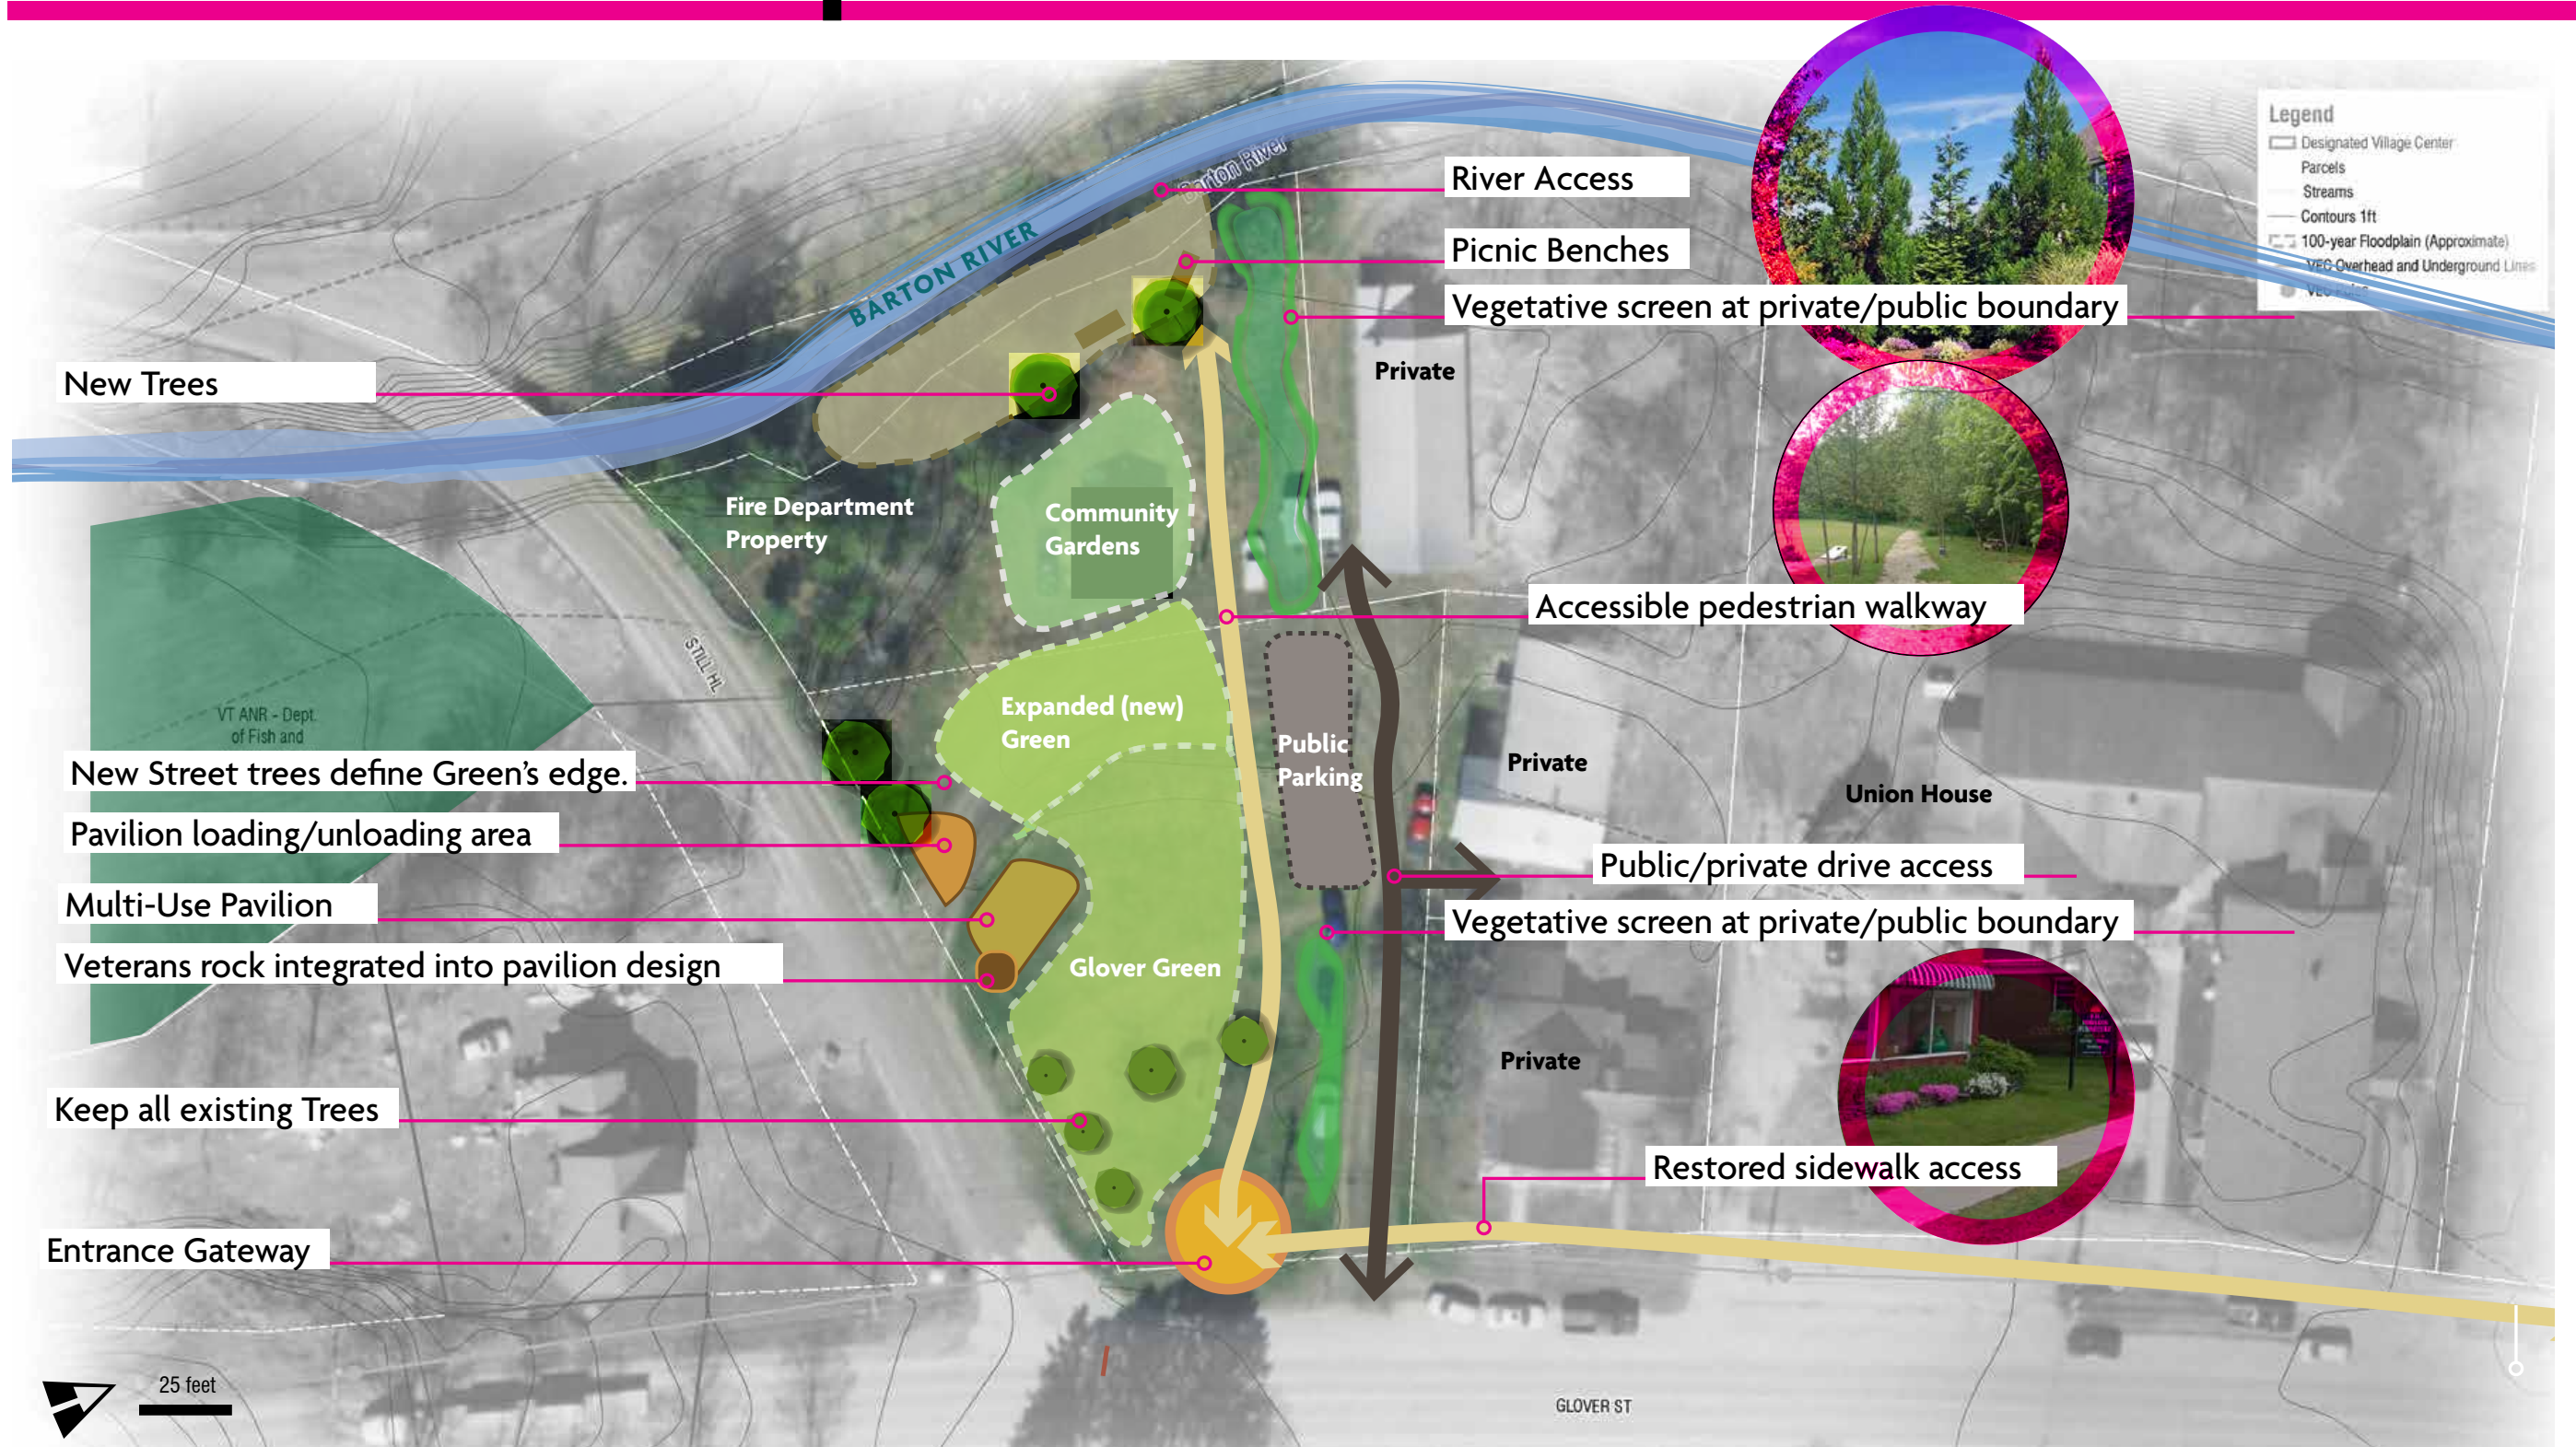 Legend
Designated Village Center
Parcels
Streams
Contours 1ft
100-year Floodplain (Approximate)
VEC Overhead and Underground Lines
VEC Poles
River Access
Barton River
BARTON RIVER
Picnic Benches
Vegetative screen at private/public boundary
Private
New Trees
Fire Department
Property
Community
Gardens
Accessible pedestrian walkway
STILL HL
VT ANR - Dept.
of Fish and
Expanded (new)
Green
Public
Parking
Private
Union House
New Street trees define Green's edge.
Pavilion loading/unloading area
Public/private drive access
Multi-Use Pavilion
Vegetative screen at private/public boundary
Veterans rock integrated into pavilion design
Glover Green
Private
Keep all existing Trees
Restored sidewalk access
Entrance Gateway
25 feet
GLOVER ST